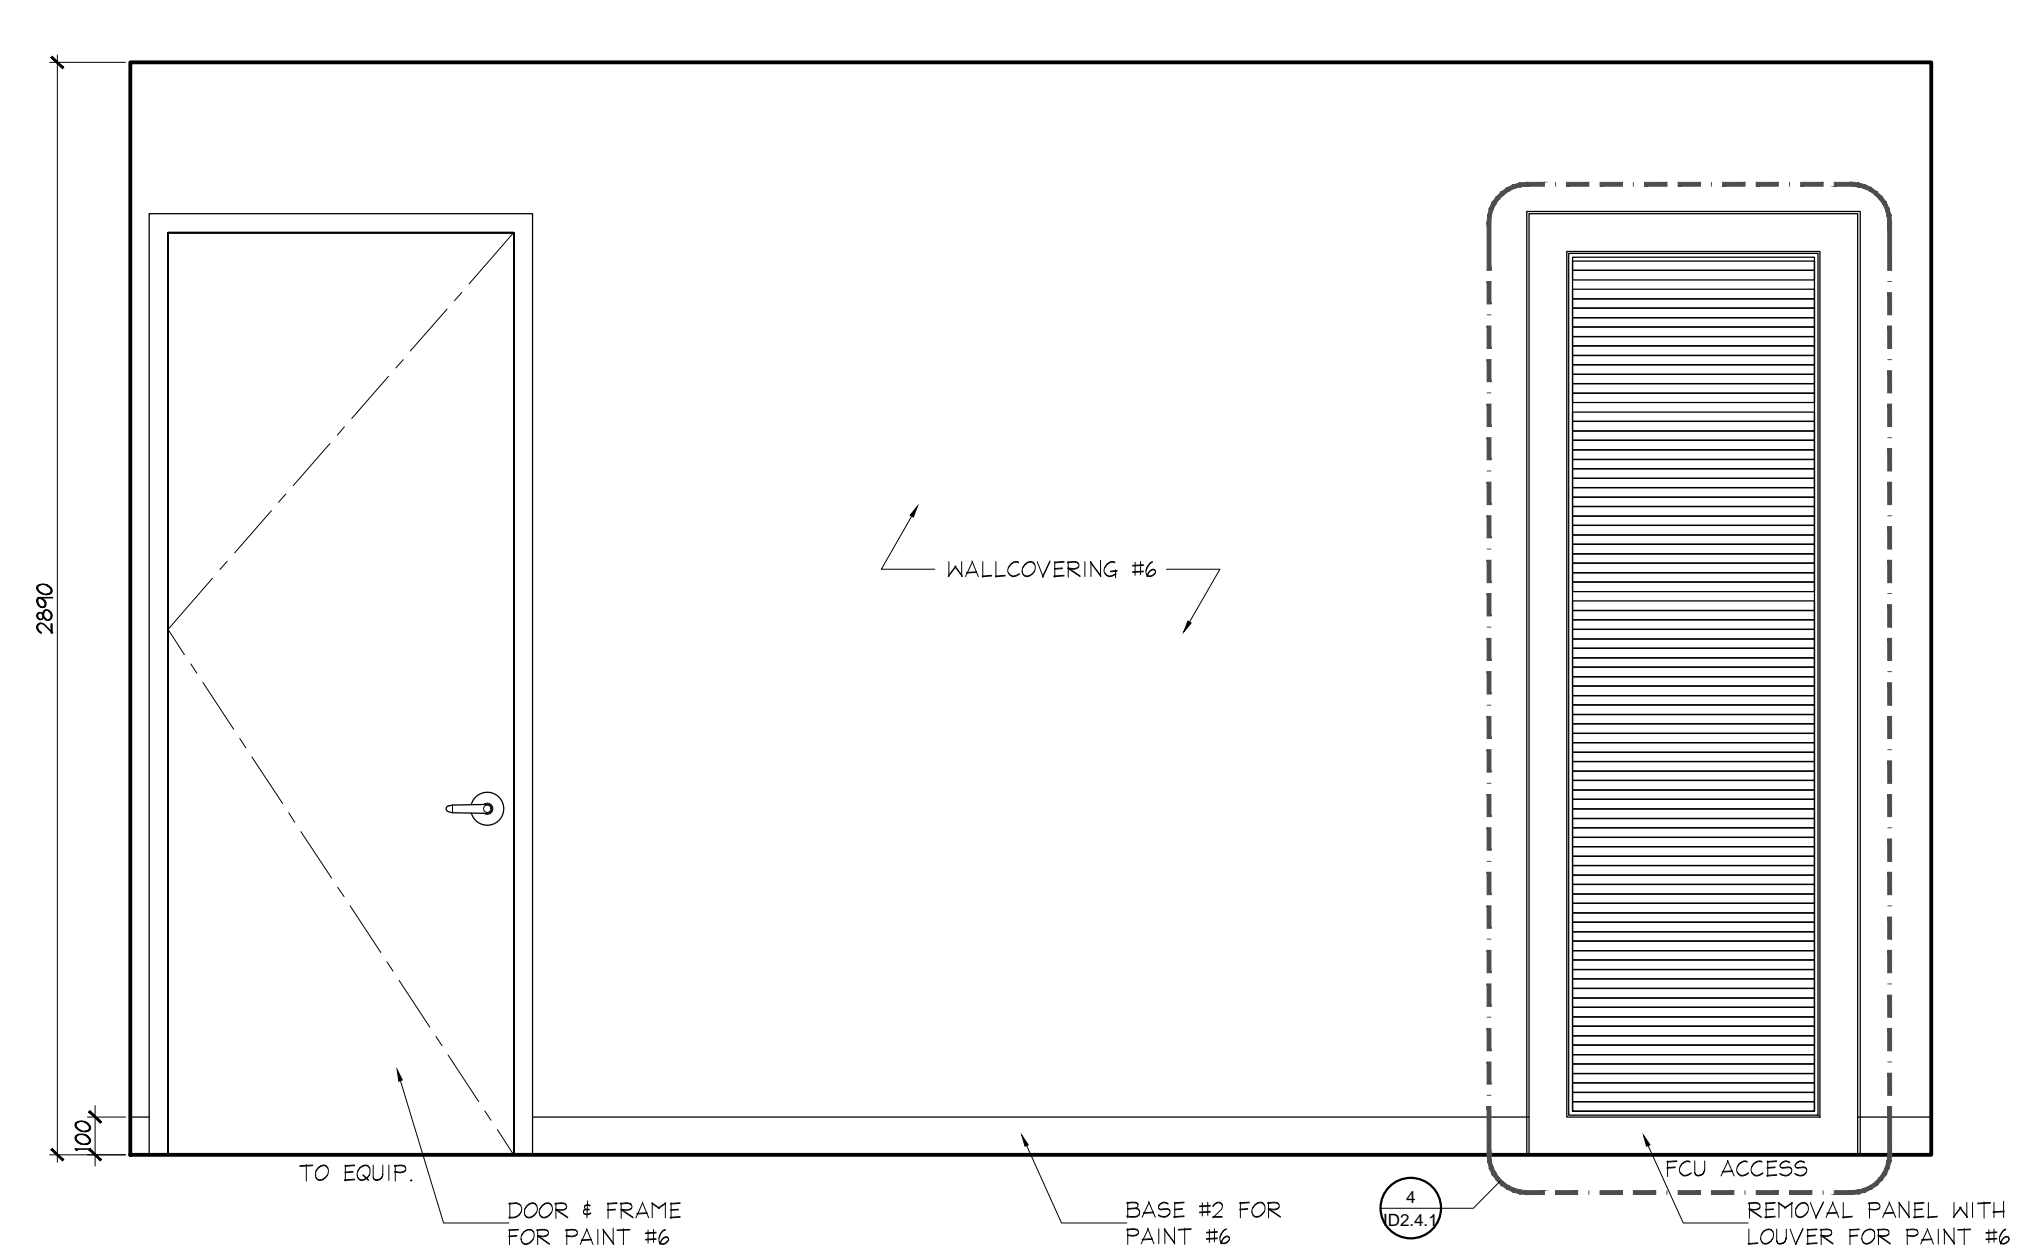 WALLCOVERING #6
2890
100
TO EQUIP.
FCU ACCESS
DOOR & FRAME
FOR PAINT #6
BASE #2 FOR
PAINT #6
4
ID2.4.1
REMOVAL PANEL WITH
LOUVER FOR PAINT #6